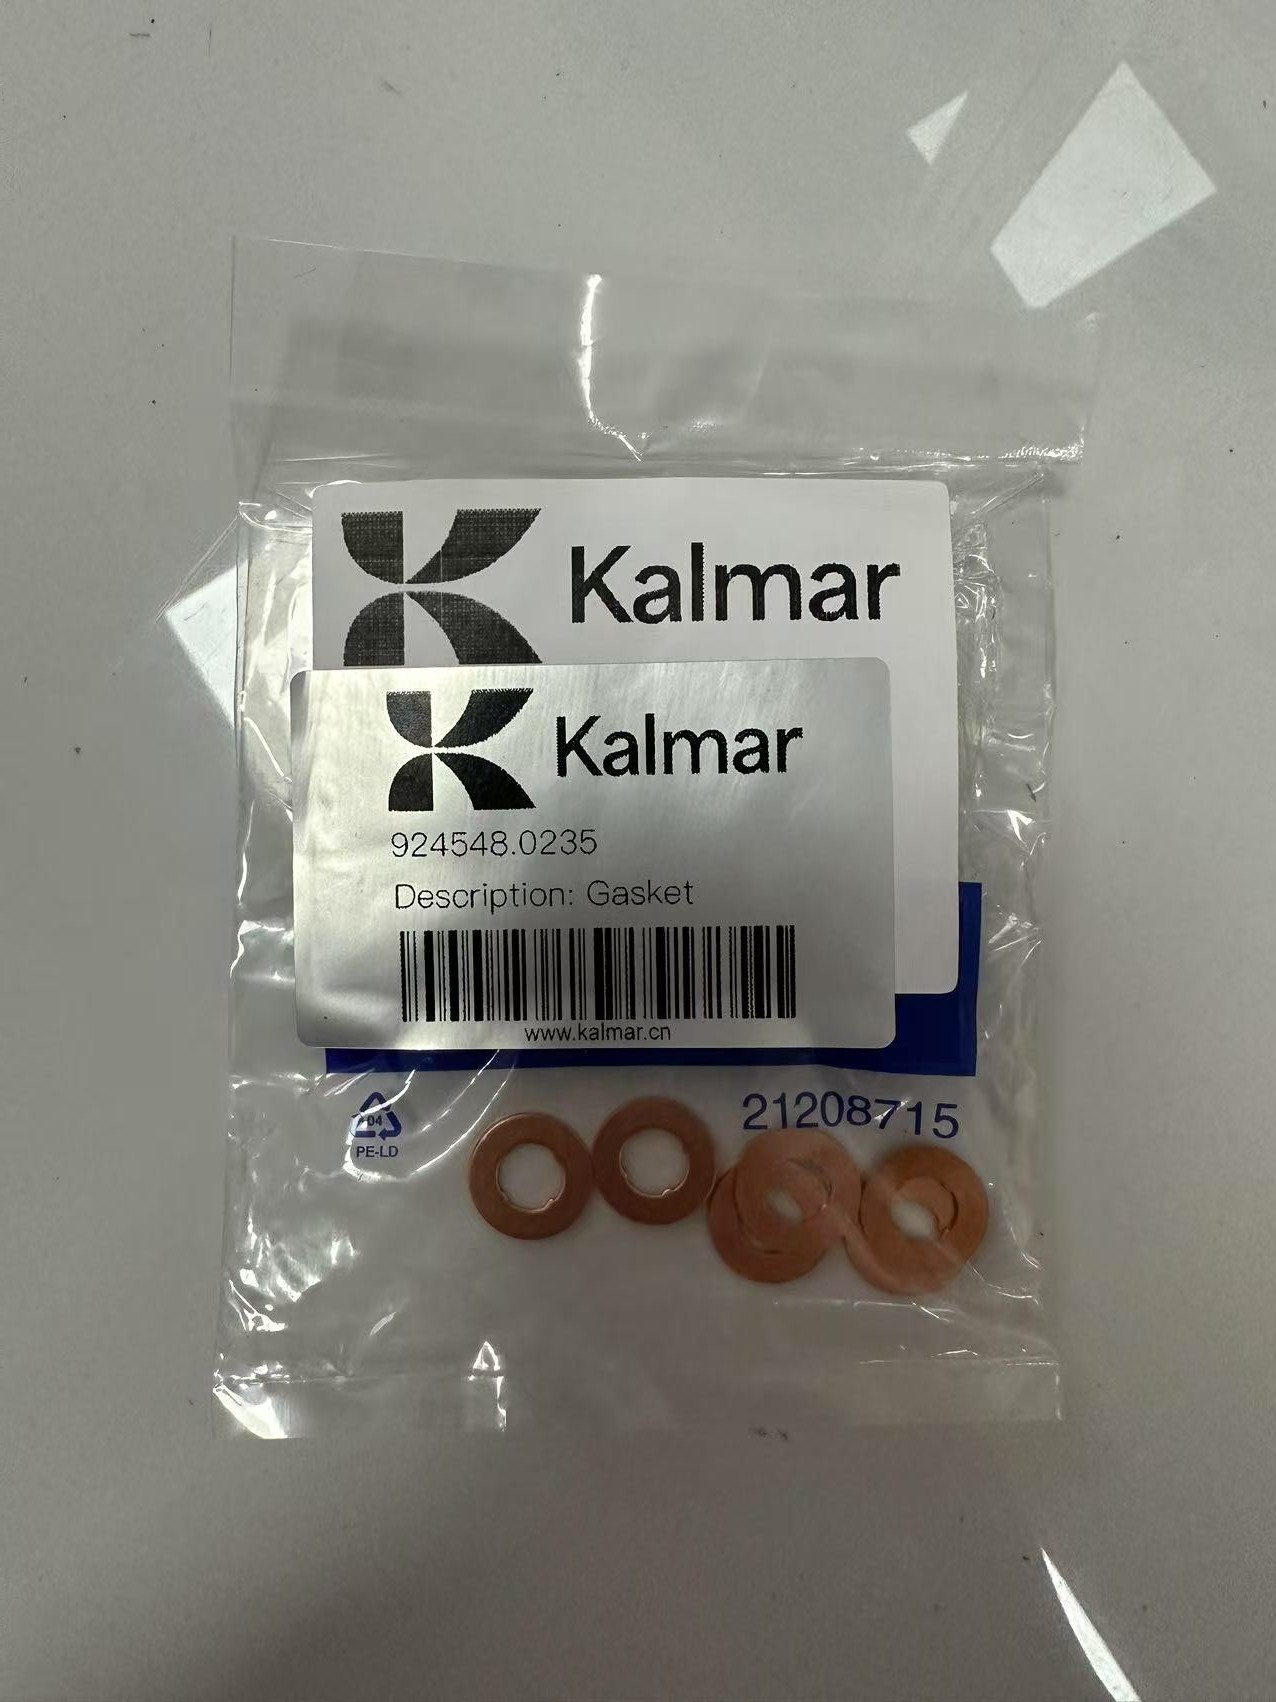 Kalmar
Kalmar
924548.0235
Description: Gasket
www.kalmar.cn
21208715
04
PE-LD